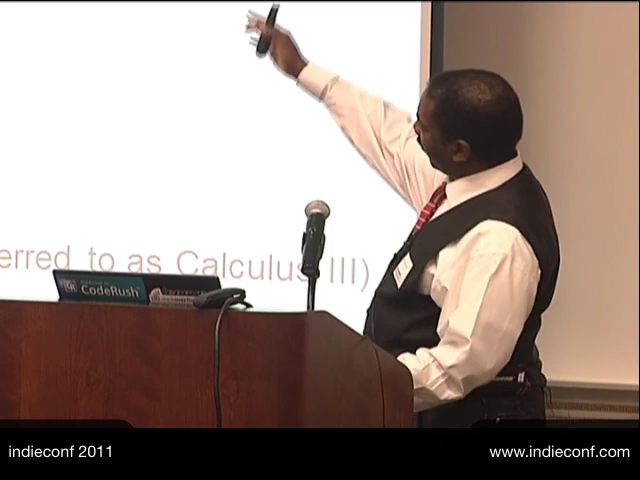 erred to as Calculus III)
CodeRush
indieconf 2011
www.indieconf.com